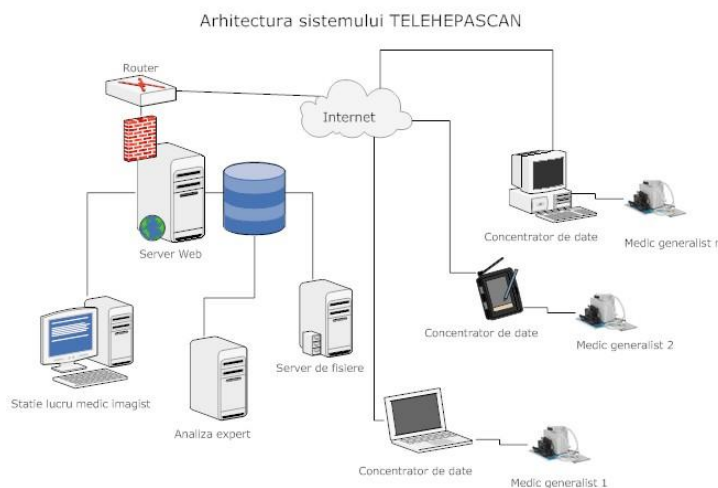 Arhitectura sistemului TELEHEPASCAN
Router
Internet
Server Web
Concentrator de date
Medic generalist n
Concentrator de date
Medic generalist 2
Server de fisiere
Statie lucru medic imagist
Analiza expert
Concentrator de date
Medic generalist 1